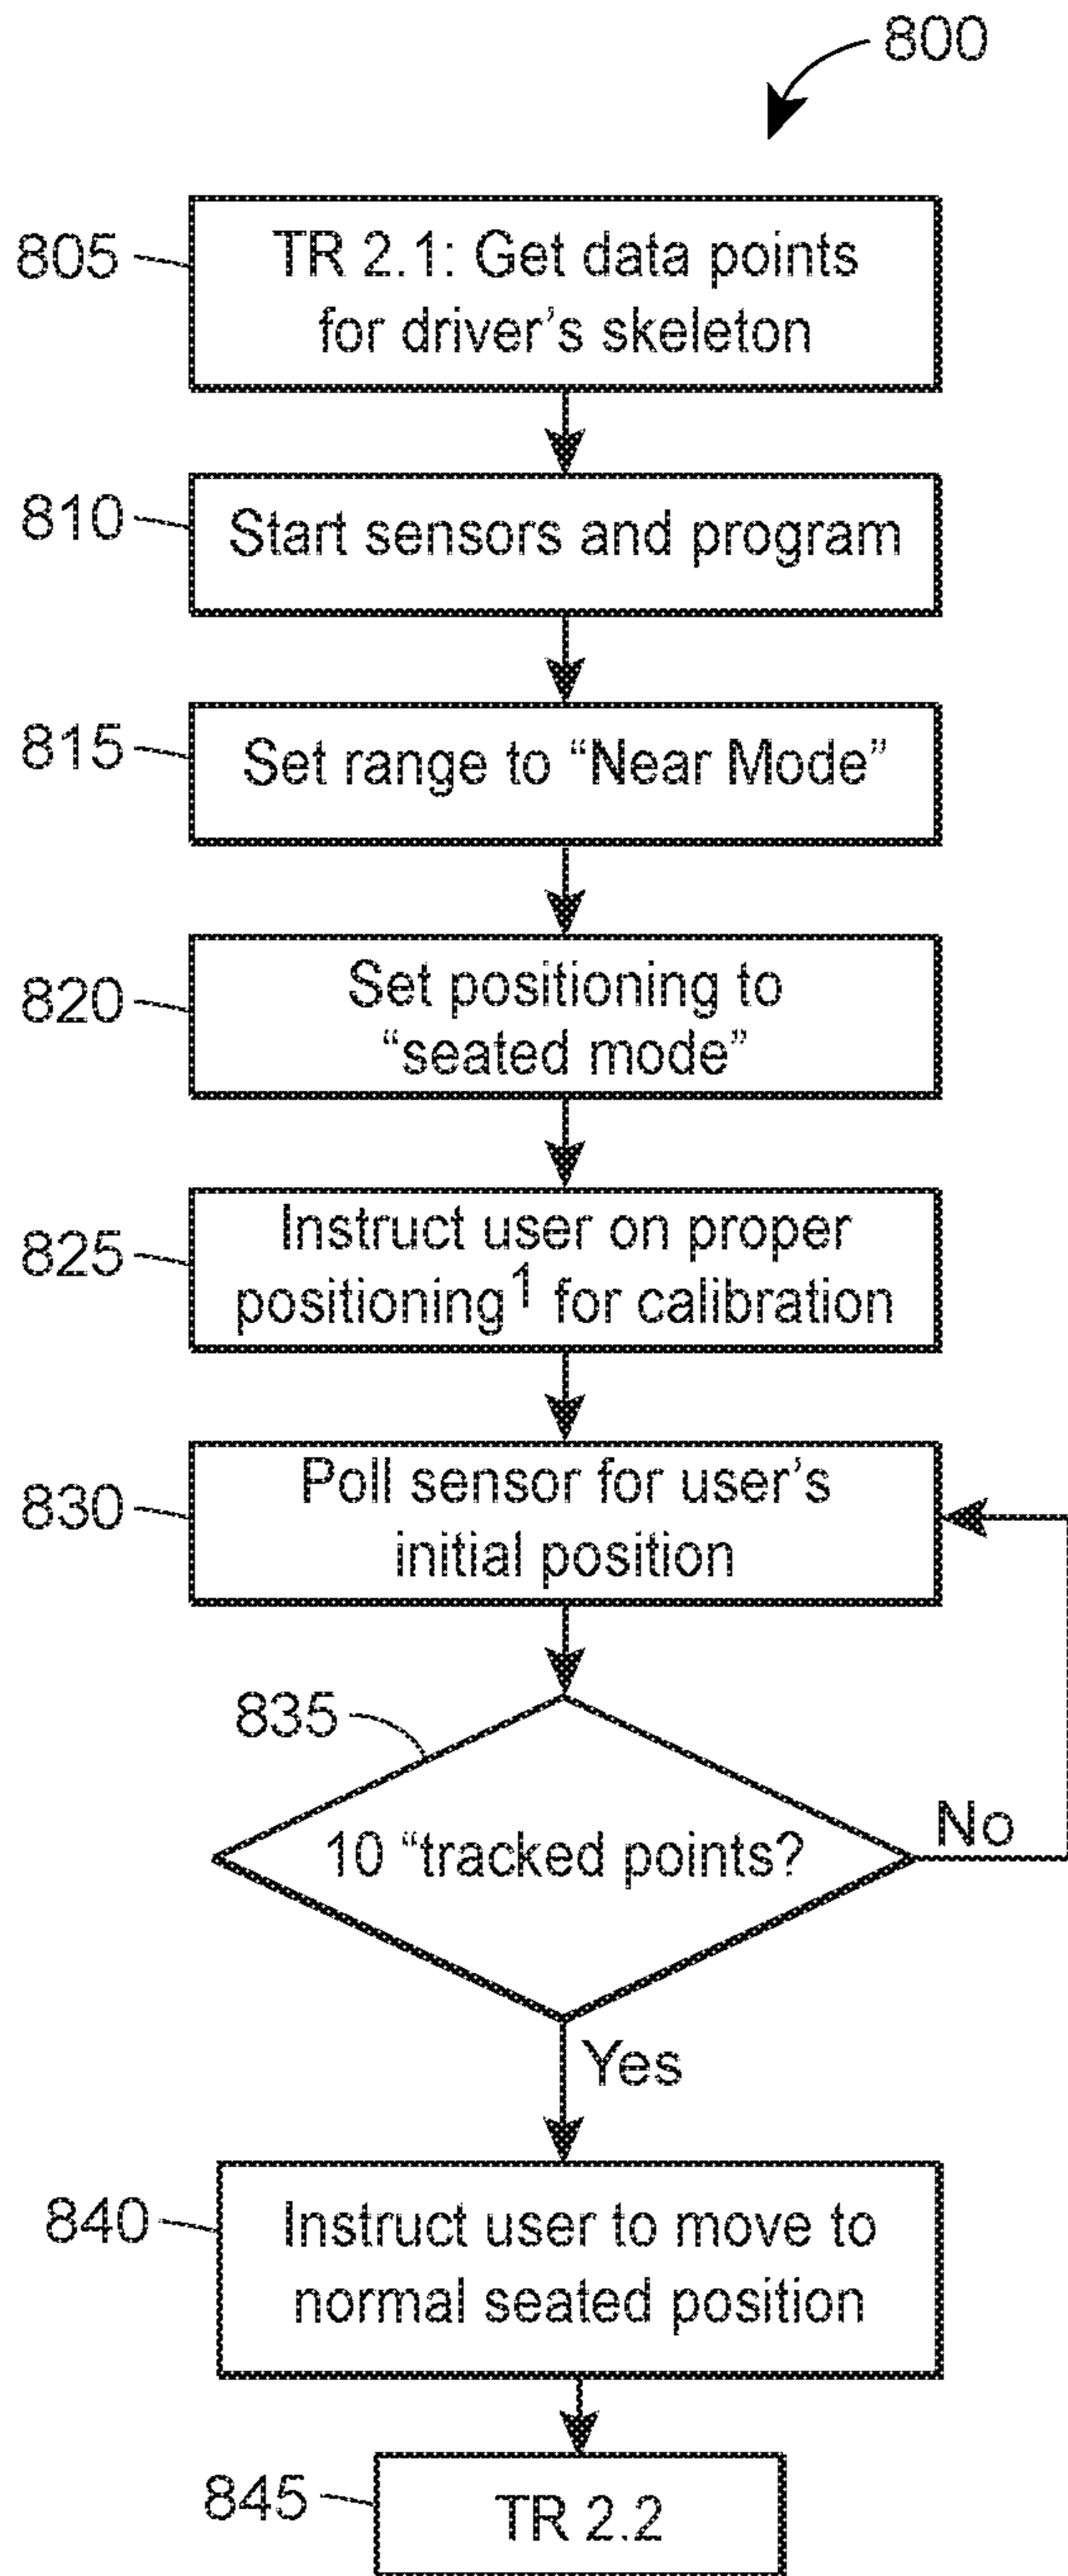 800
805
TR 2.1: Get data points
for driver’s skeleton
810
Start sensors and program
815
Set range to “Near Mode”
820
Set positioning to
“seated mode”
825
Instruct user on proper
positioning¹ for calibration
830
Poll sensor for user’s
initial position
835
10 “tracked points?
No
Yes
840
Instruct user to move to
normal seated position
845
TR 2.2